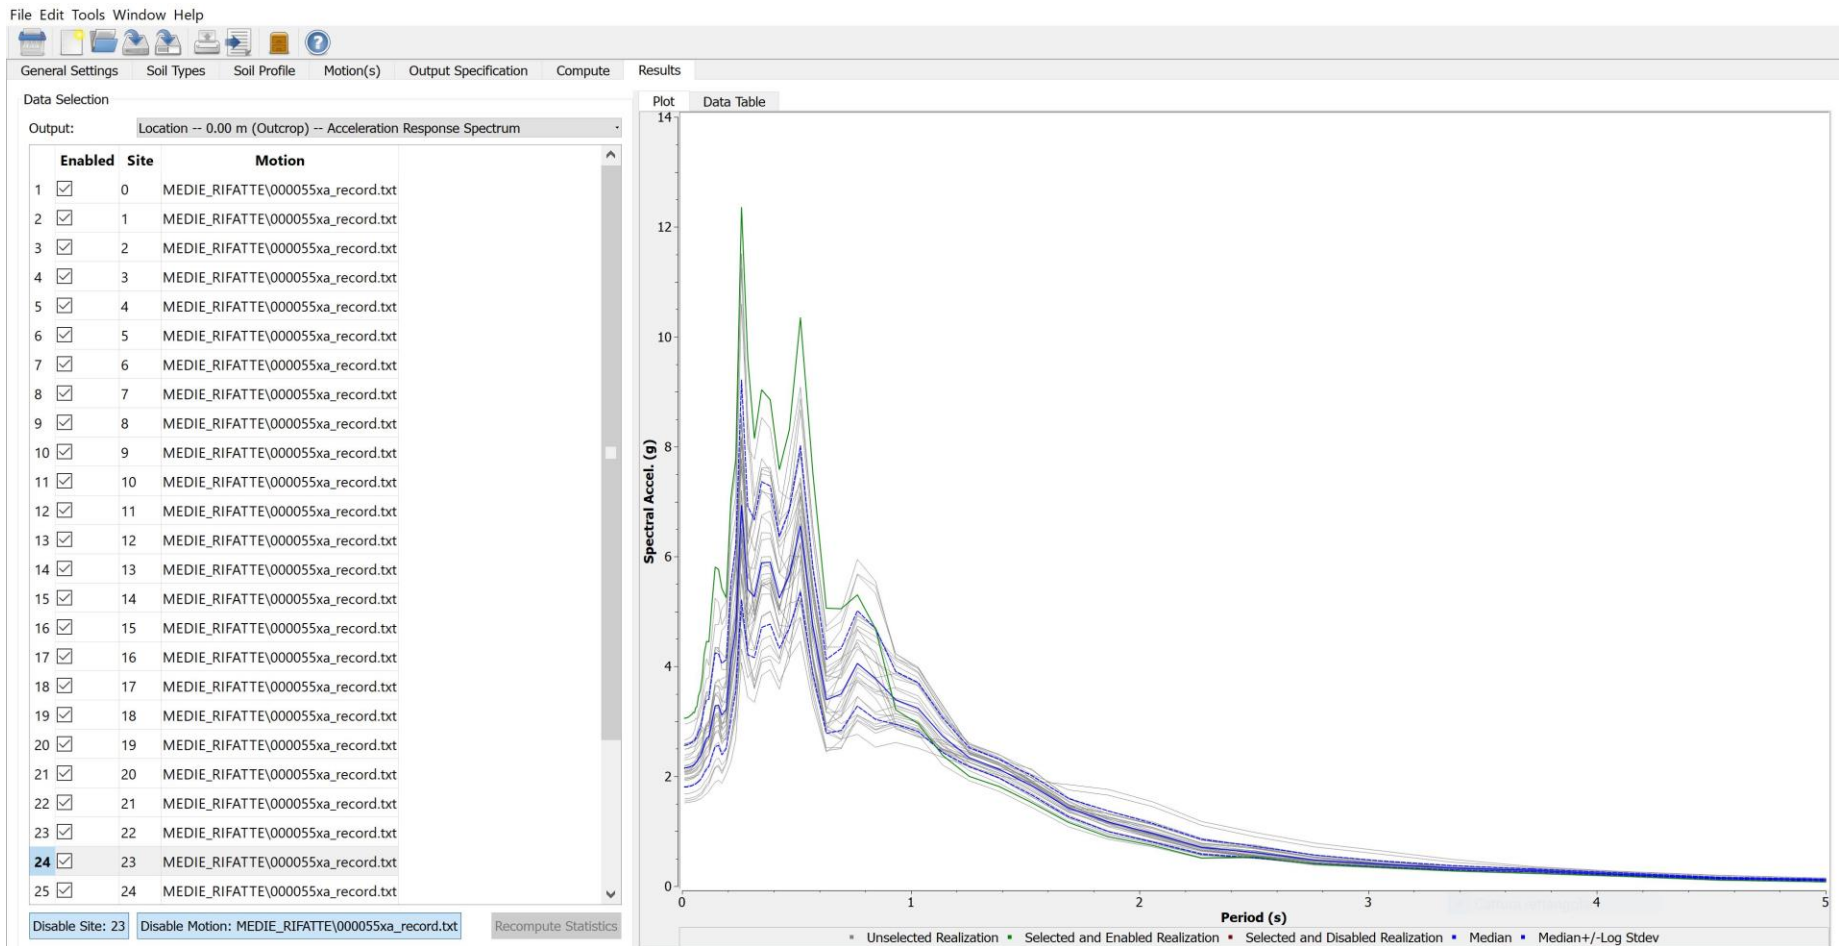 File Edit Tools Window Help
General Settings Soil Types Soil Profile Motion(s) Output Specification Compute Results
Data Selection
Output: Location -- 0.00 m (Outcrop) -- Acceleration Response Spectrum
Enabled Site Motion
1 0 MEDIE_RIFATTE\000055xa_record.txt
2 1 MEDIE_RIFATTE\000055xa_record.txt
3 2 MEDIE_RIFATTE\000055xa_record.txt
4 3 MEDIE_RIFATTE\000055xa_record.txt
5 4 MEDIE_RIFATTE\000055xa_record.txt
6 5 MEDIE_RIFATTE\000055xa_record.txt
7 6 MEDIE_RIFATTE\000055xa_record.txt
8 7 MEDIE_RIFATTE\000055xa_record.txt
9 8 MEDIE_RIFATTE\000055xa_record.txt
10 9 MEDIE_RIFATTE\000055xa_record.txt
11 10 MEDIE_RIFATTE\000055xa_record.txt
12 11 MEDIE_RIFATTE\000055xa_record.txt
13 12 MEDIE_RIFATTE\000055xa_record.txt
14 13 MEDIE_RIFATTE\000055xa_record.txt
15 14 MEDIE_RIFATTE\000055xa_record.txt
16 15 MEDIE_RIFATTE\000055xa_record.txt
17 16 MEDIE_RIFATTE\000055xa_record.txt
18 17 MEDIE_RIFATTE\000055xa_record.txt
19 18 MEDIE_RIFATTE\000055xa_record.txt
20 19 MEDIE_RIFATTE\000055xa_record.txt
21 20 MEDIE_RIFATTE\000055xa_record.txt
22 21 MEDIE_RIFATTE\000055xa_record.txt
23 22 MEDIE_RIFATTE\000055xa_record.txt
24 23 MEDIE_RIFATTE\000055xa_record.txt
25 24 MEDIE_RIFATTE\000055xa_record.txt
Disable Site: 23 Disable Motion: MEDIE_RIFATTE\000055xa_record.txt Recompute Statistics
Plot Data Table
14
12
10
8
6
4
2
0
Spectral Accel. (g)
0 1 2 3 4 5
Period (s)
Unselected Realization Selected and Enabled Realization Selected and Disabled Realization Median Median+/-Log Stdev